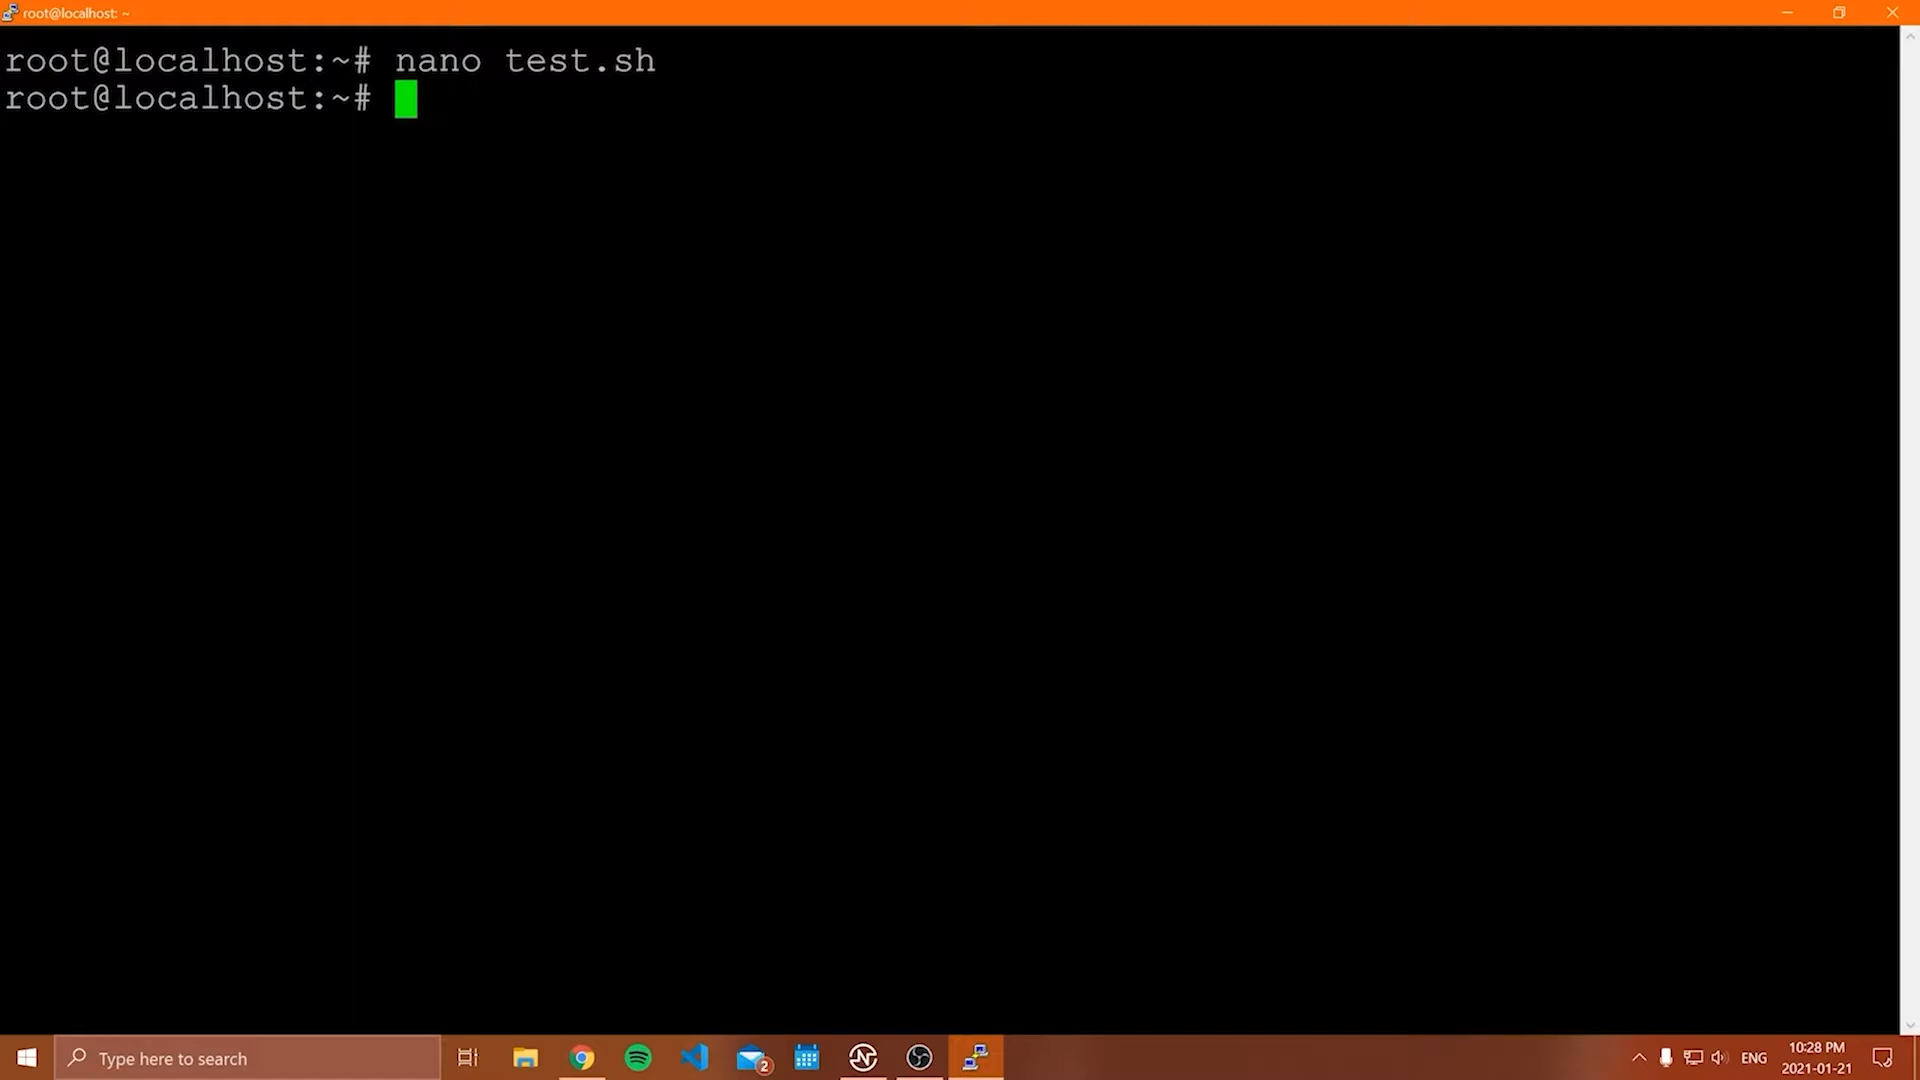 root@localhost: ~
root@localhost:~# nano test.sh
root@localhost:~#
Type here to search
2
ENG
10:28 PM
2021-01-21